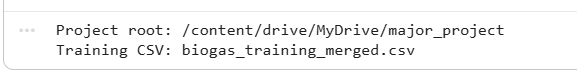 Project root: /content/drive/MyDrive/major_project
Training CSV: biogas_training_merged.csv